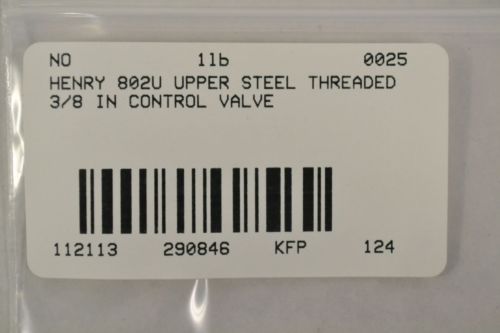 NO 1lb 0025
HENRY 802U UPPER STEEL THREADED
3/8 IN CONTROL VALVE
112113 290846 KFP 124